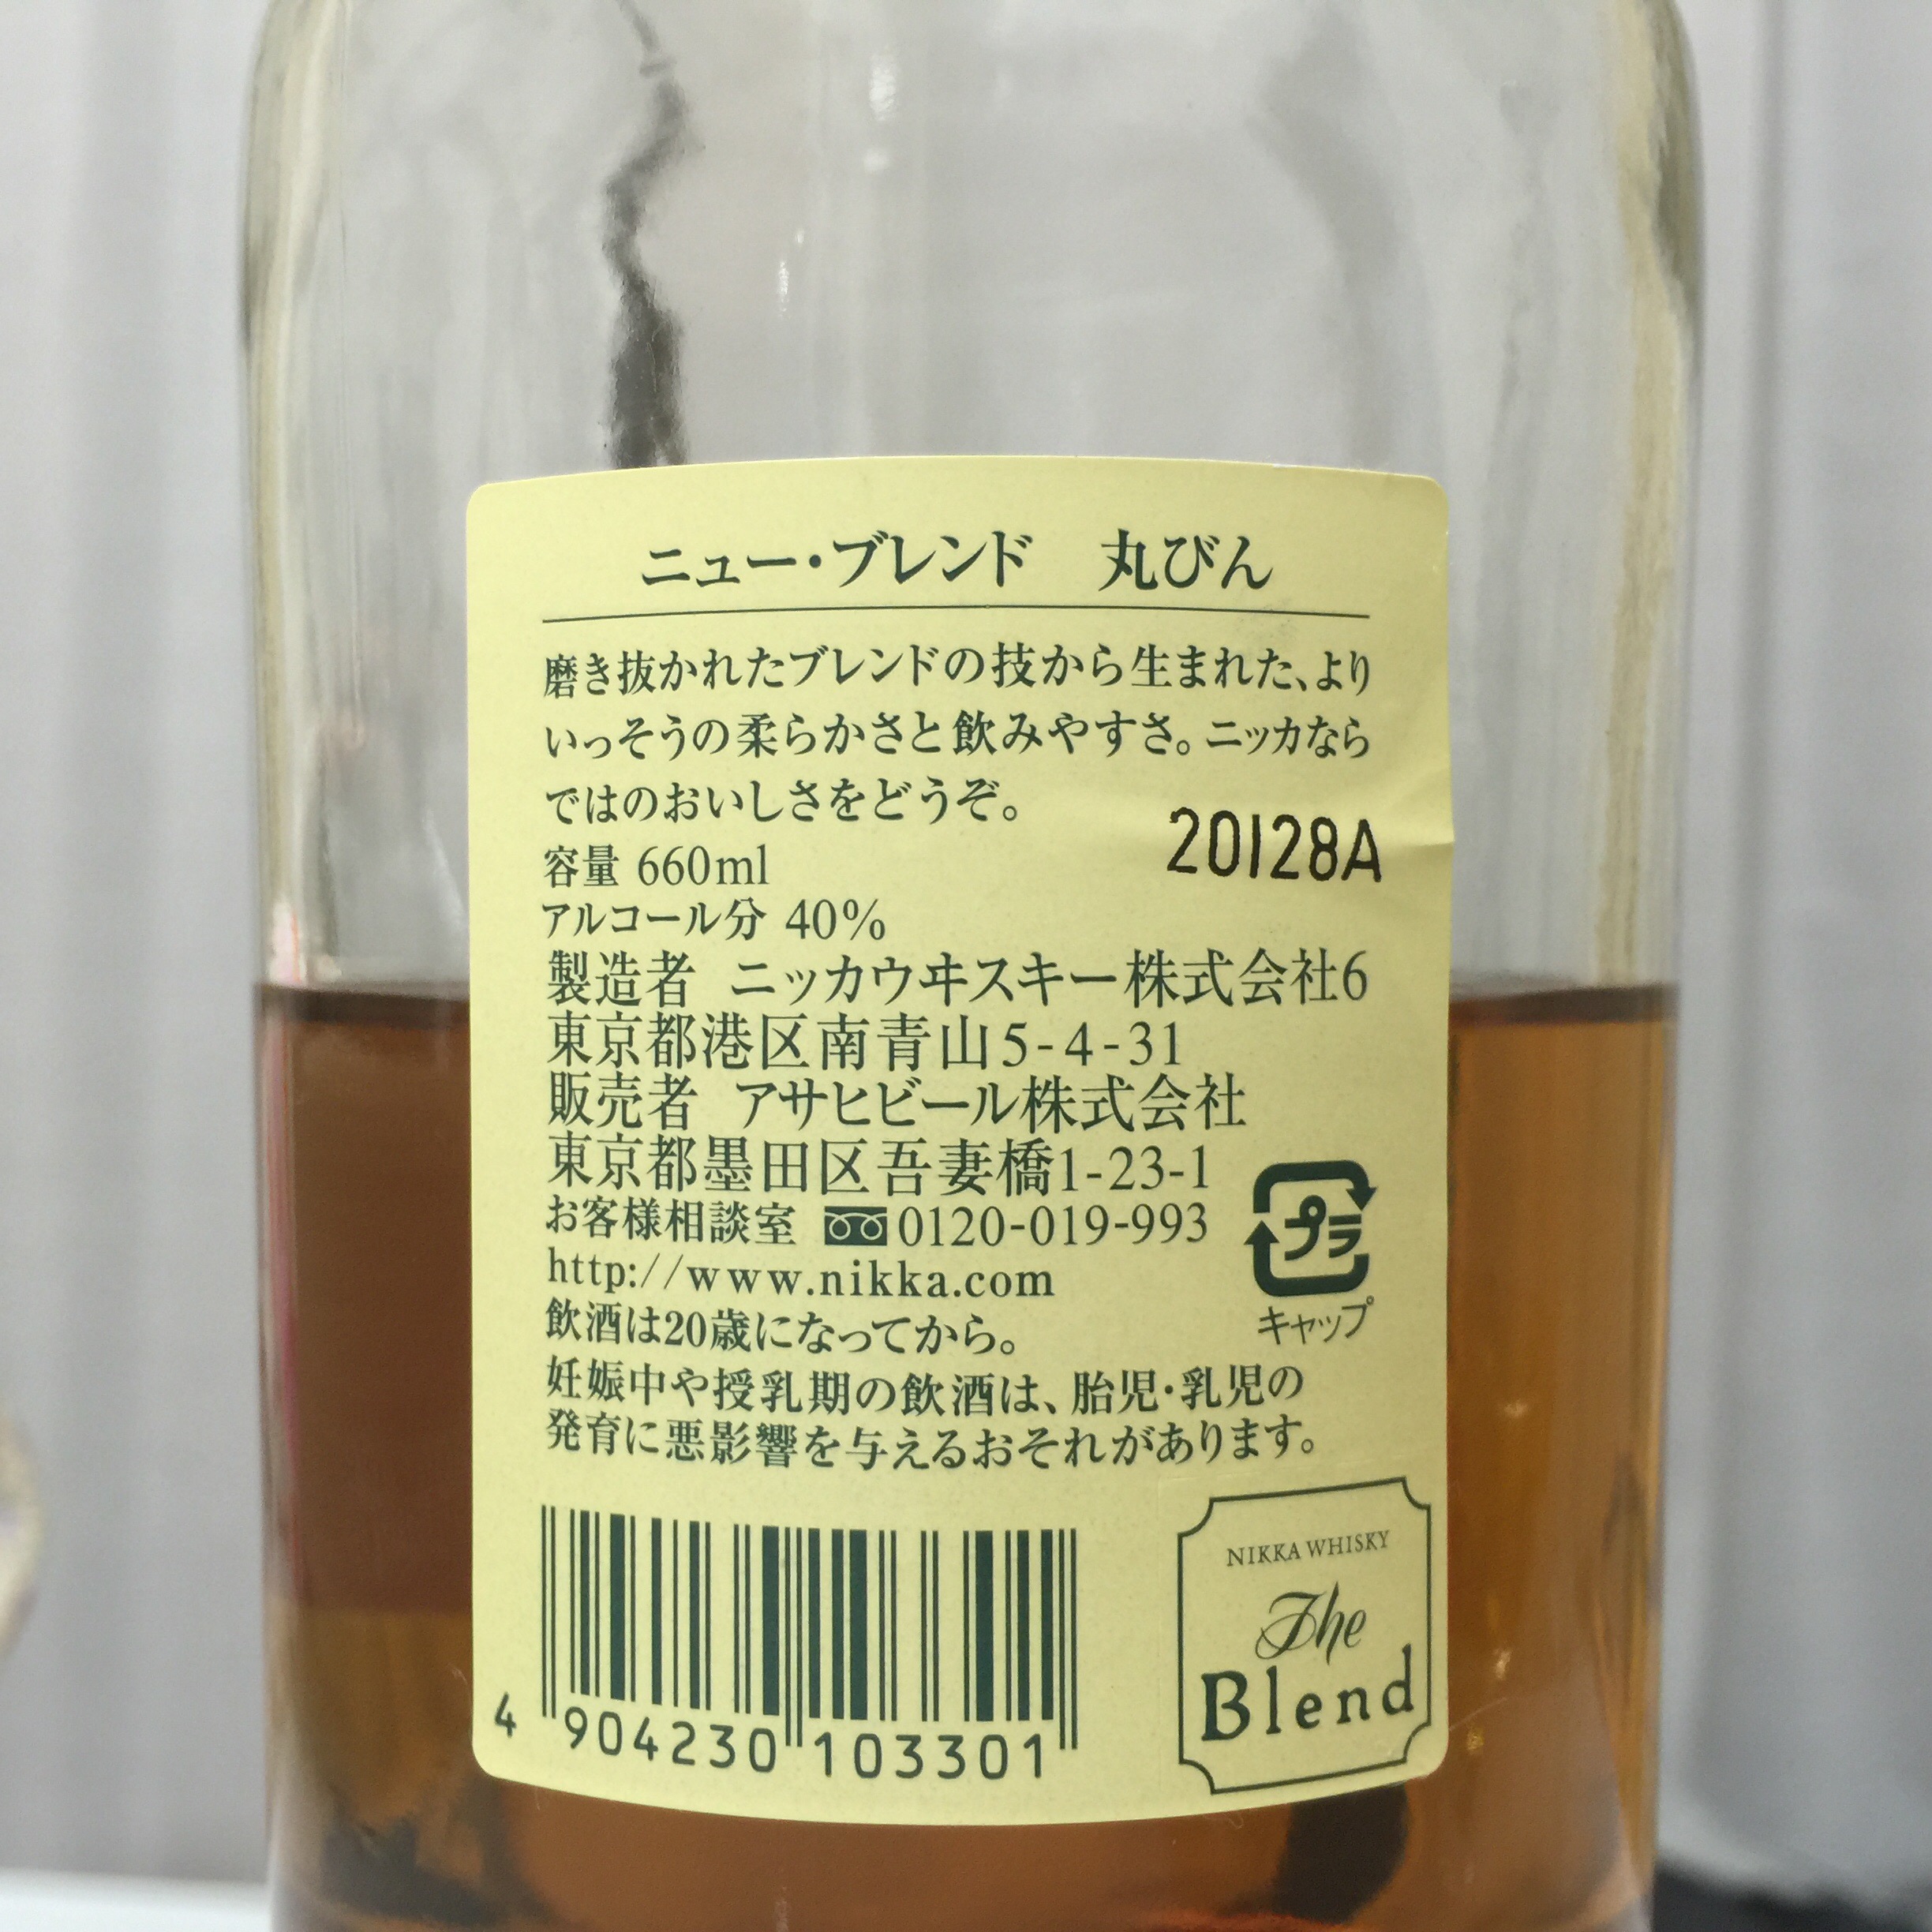 ニュー・ブレンド　丸びん
磨き抜かれたブレンドの技から生まれた、より
いっそうの柔らかさと飲みやすさ。ニッカなら
ではのおいしさをどうぞ。
20128A
容量 660ml
アルコール分 40%
製造者 ニッカウヰスキー株式会社6
東京都港区南青山5-4-31
販売者 アサヒビール株式会社
東京都墨田区吾妻橋1-23-1
お客様相談室 0120-019-993
http://www.nikka.com
プラ
キャップ
飲酒は20歳になってから。
妊娠中や授乳期の飲酒は、胎児・乳児の
発育に悪影響を与えるおそれがあります。
4 904230 103301
NIKKA WHISKY
The
Blend